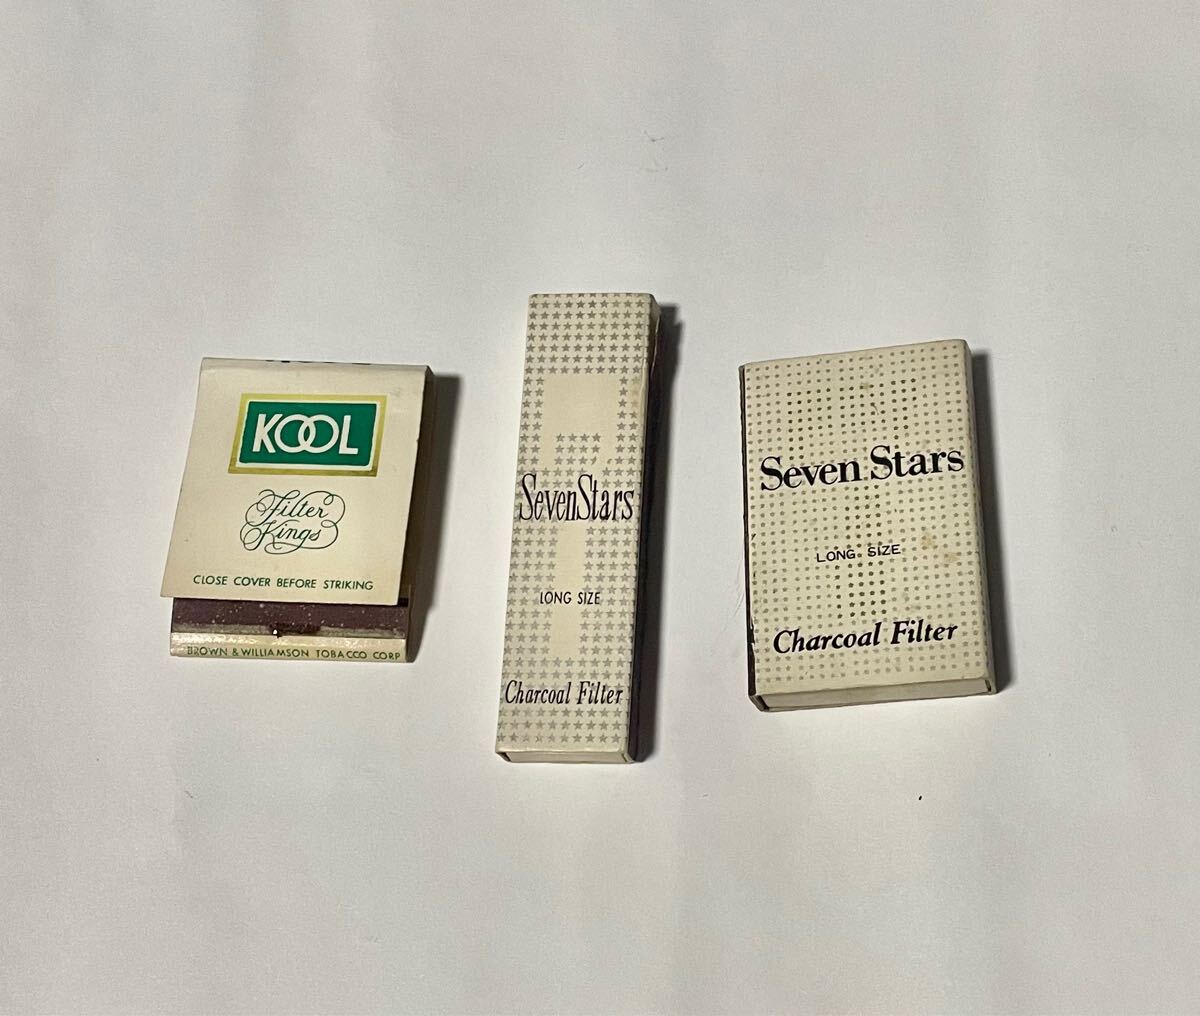 KOOL
Filter
Kings
CLOSE COVER BEFORE STRIKING
BROWN & WILLIAMSON TOBACCO CORP
SevenStars
LONG SIZE
Charcoal Filter
Seven Stars
LONG SIZE
Charcoal Filter